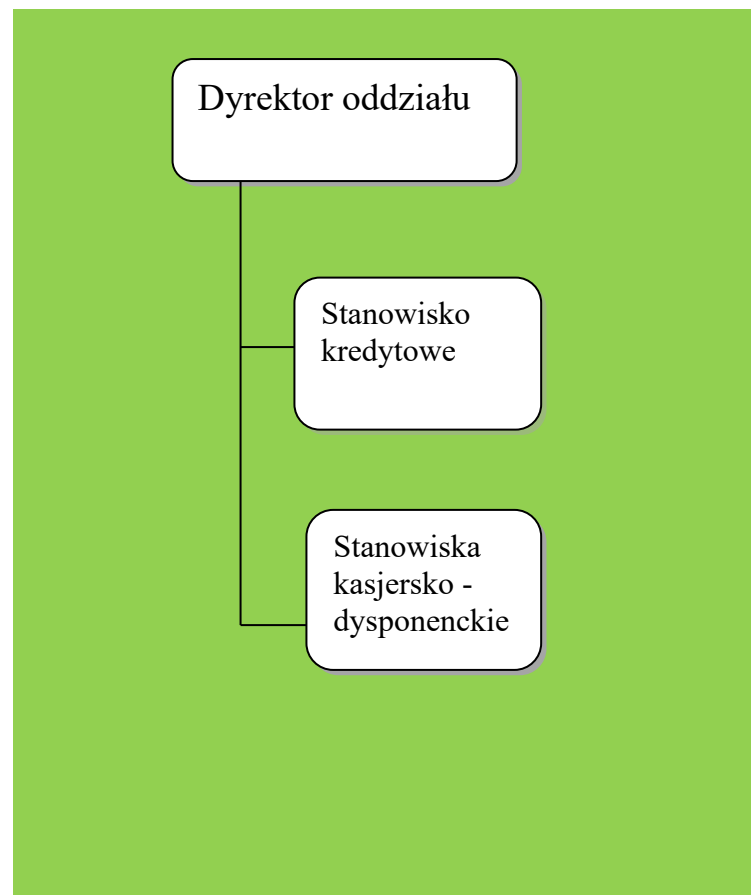 Dyrektor oddziału
Stanowisko
kredytowe
Stanowiska
kasjersko -
dysponenckie